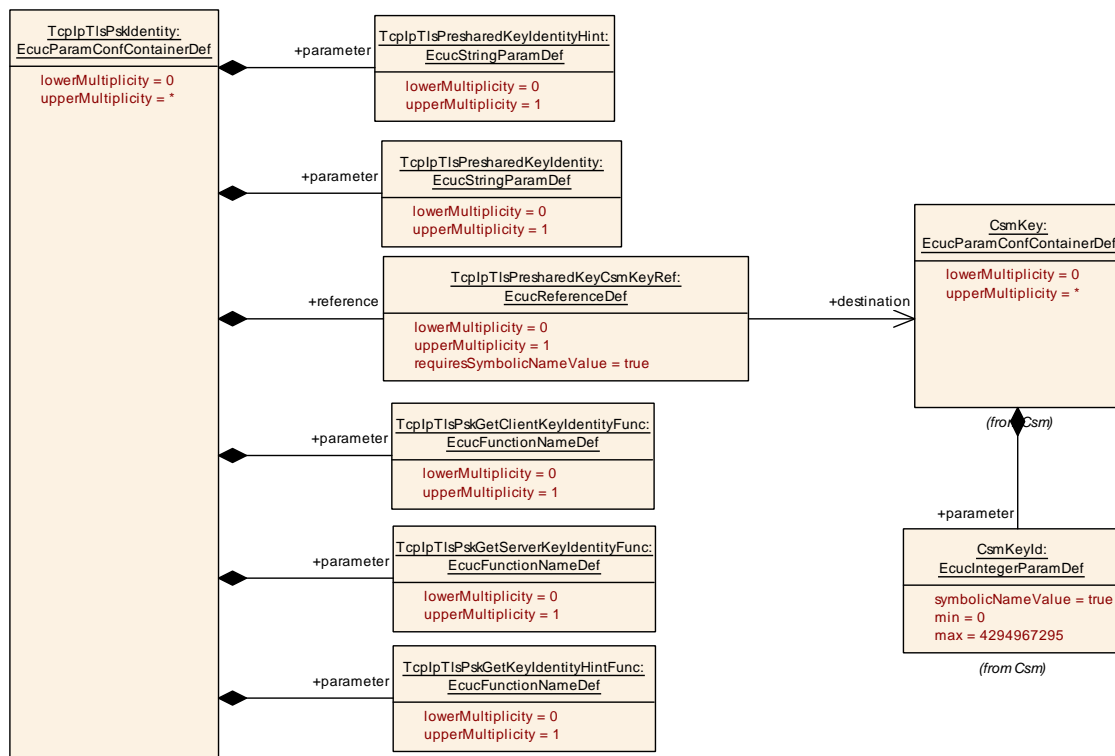 TcpIpTlsPskIdentity:
EcucParamConfContainerDef
lowerMultiplicity = 0
upperMultiplicity = *
+parameter
TcpIpTlsPresharedKeyIdentityHint:
EcucStringParamDef
lowerMultiplicity = 0
upperMultiplicity = 1
+parameter
TcpIpTlsPresharedKeyIdentity:
EcucStringParamDef
lowerMultiplicity = 0
upperMultiplicity = 1
+reference
TcpIpTlsPresharedKeyCsmKeyRef:
EcucReferenceDef
lowerMultiplicity = 0
upperMultiplicity = 1
requiresSymbolicNameValue = true
+destination
CsmKey:
EcucParamConfContainerDef
lowerMultiplicity = 0
upperMultiplicity = *
(from Csm)
+parameter
TcpIpTlsPskGetClientKeyIdentityFunc:
EcucFunctionNameDef
lowerMultiplicity = 0
upperMultiplicity = 1
+parameter
CsmKeyId:
EcucIntegerParamDef
symbolicNameValue = true
min = 0
max = 4294967295
(from Csm)
+parameter
TcpIpTlsPskGetServerKeyIdentityFunc:
EcucFunctionNameDef
lowerMultiplicity = 0
upperMultiplicity = 1
+parameter
TcpIpTlsPskGetKeyIdentityHintFunc:
EcucFunctionNameDef
lowerMultiplicity = 0
upperMultiplicity = 1